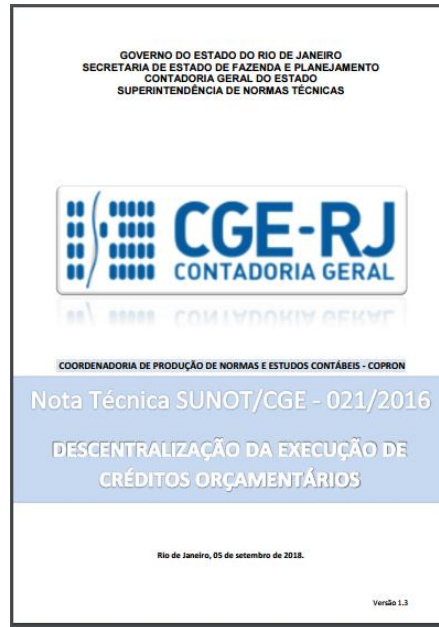 GOVERNO DO ESTADO DO RIO DE JANEIRO
SECRETARIA DE ESTADO DE FAZENDA E PLANEJAMENTO
CONTADORIA GERAL DO ESTADO
SUPERINTENDÊNCIA DE NORMAS TÉCNICAS
CGE-RJ
CONTADORIA GERAL
COORDENADORIA DE PRODUÇÃO DE NORMAS E ESTUDOS CONTÁBEIS - COPRON
Nota Técnica SUNOT/CGE - 021/2016
DESCENTRALIZAÇÃO DA EXECUÇÃO DE
CRÉDITOS ORÇAMENTÁRIOS
Rio de Janeiro, 05 de setembro de 2018.
Versão 1.3